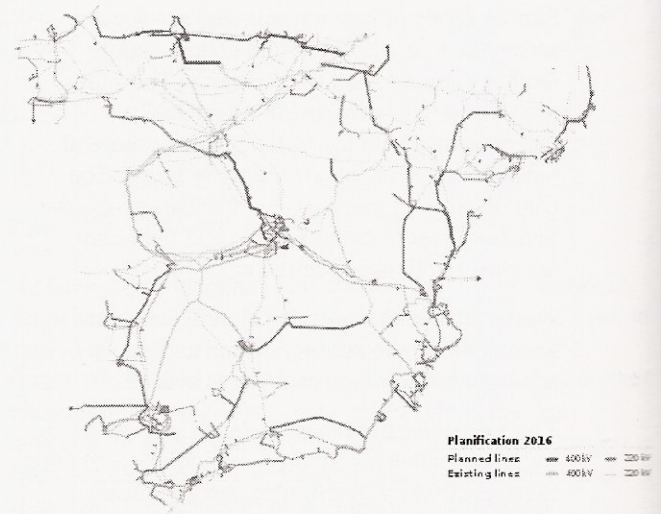 Planification 2016
Planned lines 400 kV 220 kV
Existing lines 400 kV 220 kV